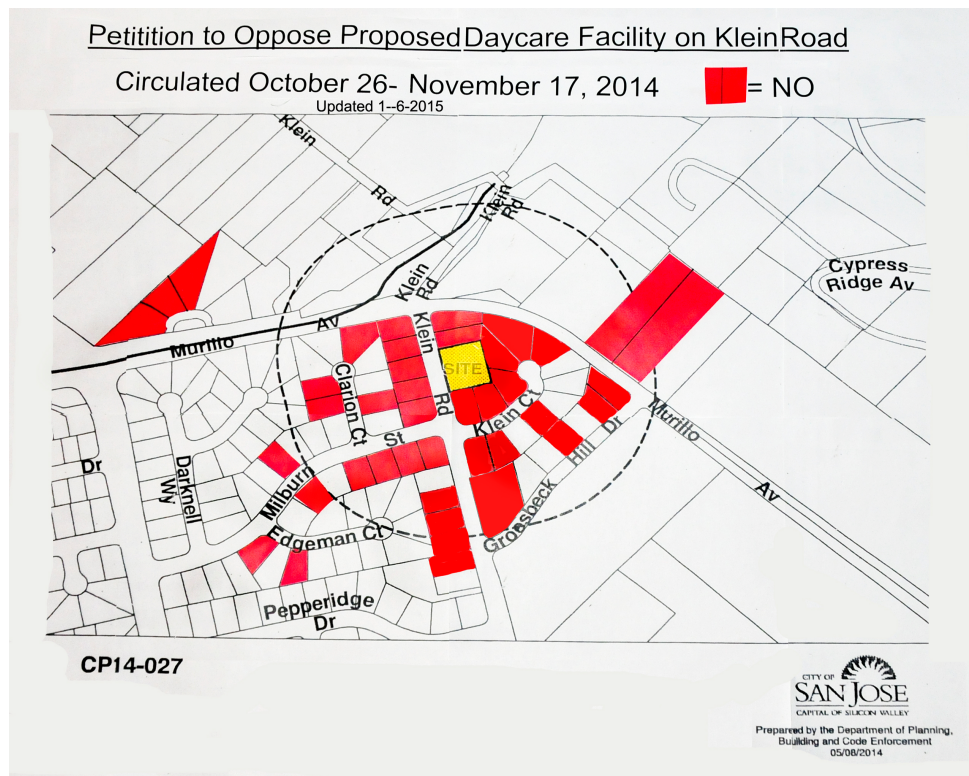 Petitition to Oppose Proposed Daycare Facility on Klein Road
Circulated October 26- November 17, 2014
= NO
Updated 1--6-2015
Klein
Rd
Klein
Rd
Klein
Rd
Cypress
Ridge Av
Murillo
Av
Klein
Rd
SITE
Clarion Ct
Klein Ct
Murillo
Av
Hill Dr
Groesbeck
St
Milburn
Dr
Darknell
Wy
Edgeman Ct
Pepperidge
Dr
CP14-027
CITY OF
SAN JOSE
CAPITAL OF SILICON VALLEY
Prepared by the Department of Planning,
Building and Code Enforcement
05/08/2014